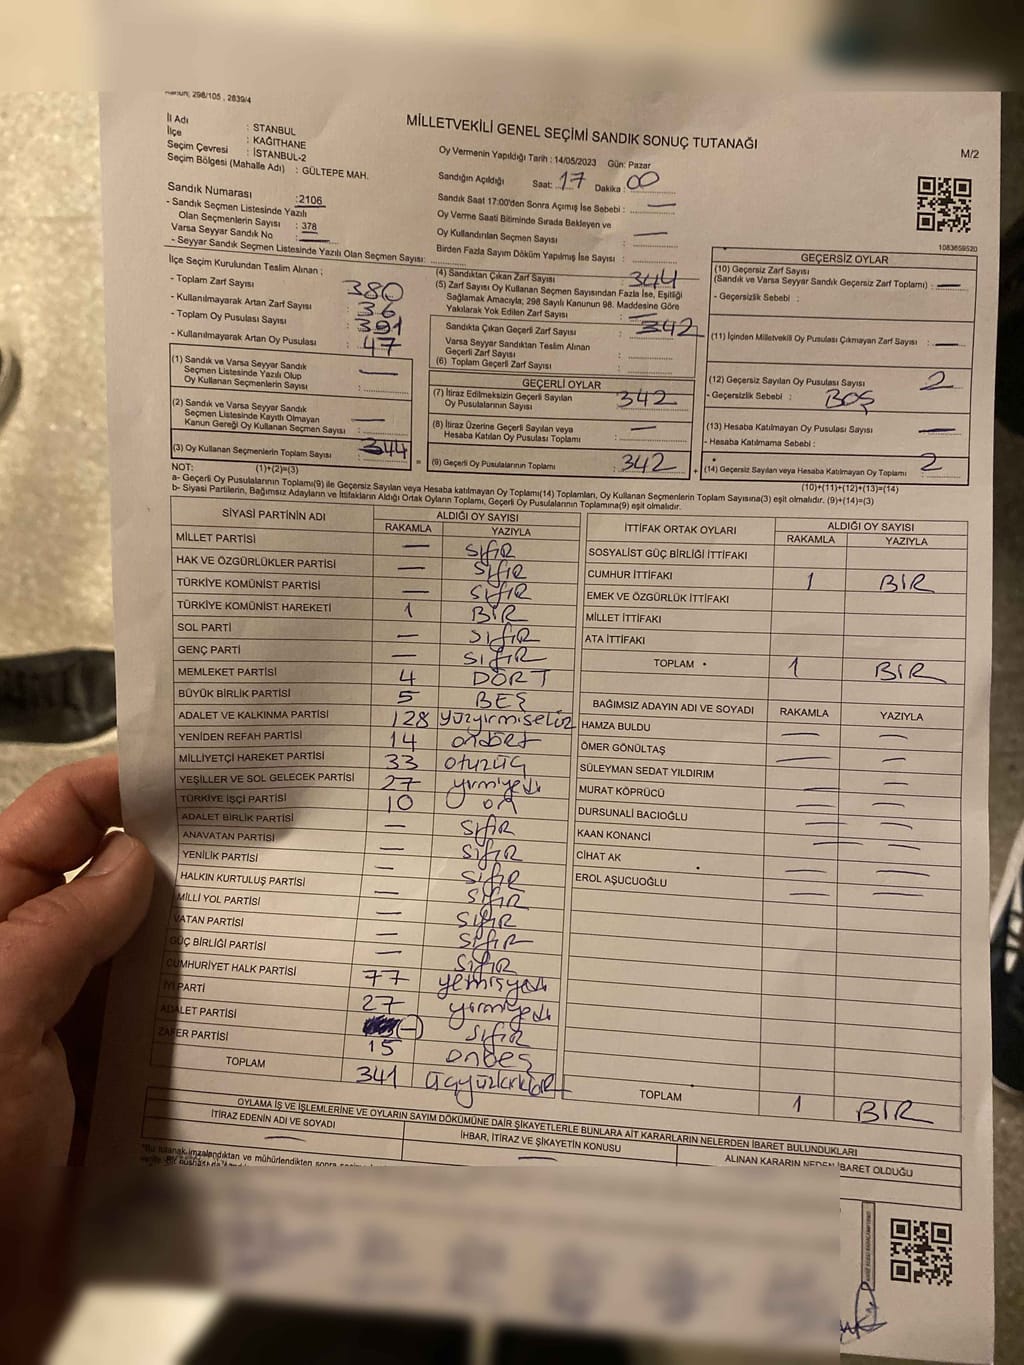 Kanun; 298/105 , 2839/4
MİLLETVEKİLİ GENEL SEÇİMİ SANDIK SONUÇ TUTANAĞI
M/2
İl Adı : STANBUL
İlçe : KAĞITHANE
Seçim Çevresi : İSTANBUL-2
Seçim Bölgesi (Mahalle Adı) : GÜLTEPE MAH.
Sandık Numarası :2106
- Sandık Seçmen Listesinde Yazılı
Olan Seçmenlerin Sayısı : 378
Varsa Seyyar Sandık No :
- Seyyar Sandık Seçmen Listesinde Yazılı Olan Seçmen Sayısı:
Oy Vermenin Yapıldığı Tarih : 14/05/2023 Gün: Pazar
Sandığın Açıldığı Saat: 17 Dakika : 00
Sandık Saat 17:00'den Sonra Açımış İse Sebebi : —
Oy Verme Saati Bitiminde Sırada Bekleyen ve
Oy Kullandırılan Seçmen Sayısı : —
Birden Fazla Sayım Döküm Yapılmış İse Sayısı :
1083659520
İlçe Seçim Kurulundan Teslim Alınan ;
- Toplam Zarf Sayısı : 380
- Kullanılmayarak Artan Zarf Sayısı : 36
- Toplam Oy Pusulası Sayısı : 391
- Kullanılmayarak Artan Oy Pusulası : 47
(1) Sandık ve Varsa Seyyar Sandık
Seçmen Listesinde Yazılı Olup
Oy Kullanan Seçmenlerin Sayısı : —
(2) Sandık ve Varsa Seyyar Sandık
Seçmen Listesinde Kayıtlı Olmayan
Kanun Gereği Oy Kullanan Seçmen Sayısı : —
(3) Oy Kullanan Seçmenlerin Toplam Sayısı : 344
(4) Sandıktan Çıkan Zarf Sayısı : 344
(5) Zarf Sayısı Oy Kullanan Seçmen Sayısından Fazla İse, Eşitliği
Sağlamak Amacıyla; 298 Sayılı Kanunun 98. Maddesine Göre
Yakılarak Yok Edilen Zarf Sayısı : —
Sandıkta Çıkan Geçerli Zarf Sayısı : 342
Varsa Seyyar Sandıktan Teslim Alınan
Geçerli Zarf Sayısı :
(6) Toplam Geçerli Zarf Sayısı :
GEÇERLİ OYLAR
(7) İtiraz Edilmeksizin Geçerli Sayılan
Oy Pusulalarının Sayısı : 342
(8) İtiraz Üzerine Geçerli Sayılan veya
Hesaba Katılan Oy Pusulası Toplamı : —
(9) Geçerli Oy Pusulalarının Toplamı : 342
GEÇERSİZ OYLAR
(10) Geçersiz Zarf Sayısı
(Sandık ve Varsa Seyyar Sandık Geçersiz Zarf Toplamı) : —
- Geçersizlik Sebebi :
(11) İçinden Milletvekili Oy Pusulası Çıkmayan Zarf Sayısı : —
(12) Geçersiz Sayılan Oy Pusulası Sayısı : 2
- Geçersizlik Sebebi : BOŞ
(13) Hesaba Katılmayan Oy Pusulası Sayısı : —
- Hesaba Katılmama Sebebi :
(14) Geçersiz Sayılan veya Hesaba Katılmayan Oy Toplamı : 2
NOT: (1)+(2)=(3)
(10)+(11)+(12)+(13)=(14)
a- Geçerli Oy Pusulalarının Toplamı(9) ile Geçersiz Sayılan veya Hesaba katılmayan Oy Toplamı(14) Toplamları, Oy Kullanan Seçmenlerin Toplam Sayısına(3) eşit olmalıdır. (9)+(14)=(3)
b- Siyasi Partilerin, Bağımsız Adayların ve İttifakların Aldığı Ortak Oyların Toplamı, Geçerli Oy Pusulalarının Toplamına(9) eşit olmalıdır.
SİYASİ PARTİNİN ADI ALDIĞI OY SAYISI
RAKAMLA YAZIYLA
MİLLET PARTİSİ — SIFIR
HAK VE ÖZGÜRLÜKLER PARTİSİ — SIFIR
TÜRKİYE KOMÜNİST PARTİSİ — SIFIR
TÜRKİYE KOMÜNİST HAREKETİ 1 BİR
SOL PARTİ — SIFIR
GENÇ PARTİ — SIFIR
MEMLEKET PARTİSİ 4 DÖRT
BÜYÜK BİRLİK PARTİSİ 5 BEŞ
ADALET VE KALKINMA PARTİSİ 128 yüzyirmisekiz
YENİDEN REFAH PARTİSİ 14 ondört
MİLLİYETÇİ HAREKET PARTİSİ 33 otuzüç
YEŞİLLER VE SOL GELECEK PARTİSİ 27 yirmiyedi
TÜRKİYE İŞÇİ PARTİSİ 10 on
ADALET BİRLİK PARTİSİ — SIFIR
ANAVATAN PARTİSİ — SIFIR
YENİLİK PARTİSİ — SIFIR
HALKIN KURTULUŞ PARTİSİ — SIFIR
MİLLİ YOL PARTİSİ — SIFIR
VATAN PARTİSİ — SIFIR
GÜÇ BİRLİĞİ PARTİSİ — SIFIR
CUMHURİYET HALK PARTİSİ 77 yetmişyedi
İYİ PARTİ 27 yirmiyedi
ADALET PARTİSİ (—) SIFIR
ZAFER PARTİSİ 15 onbeş
TOPLAM 341 üçyüzkırkbir
İTTİFAK ORTAK OYLARI ALDIĞI OY SAYISI
RAKAMLA YAZIYLA
SOSYALİST GÜÇ BİRLİĞİ İTTİFAKI
CUMHUR İTTİFAKI 1 BİR
EMEK VE ÖZGÜRLÜK İTTİFAKI
MİLLET İTTİFAKI
ATA İTTİFAKI
TOPLAM 1 BİR
BAĞIMSIZ ADAYIN ADI VE SOYADI RAKAMLA YAZIYLA
HAMZA BULDU — —
ÖMER GÖNÜLTAŞ — —
SÜLEYMAN SEDAT YILDIRIM — —
MURAT KÖPRÜCÜ — —
DURSUNALİ BACIOĞLU — —
KAAN KONANCİ — —
CİHAT AK — —
EROL AŞUCUOĞLU — —
TOPLAM 1 BİR
OYLAMA İŞ VE İŞLEMLERİNE VE OYLARIN SAYIM DÖKÜMÜNE DAİR ŞİKAYETLERLE BUNLARA AİT KARARLARIN NELERDEN İBARET BULUNDUKLARI
İTİRAZ EDENİN ADI VE SOYADI
İHBAR, İTİRAZ VE ŞİKAYETİN KONUSU
ALINAN KARARIN NEDEN İBARET OLDUĞU
*Bu tutanak imzalandıktan ve mühürlendikten sonra